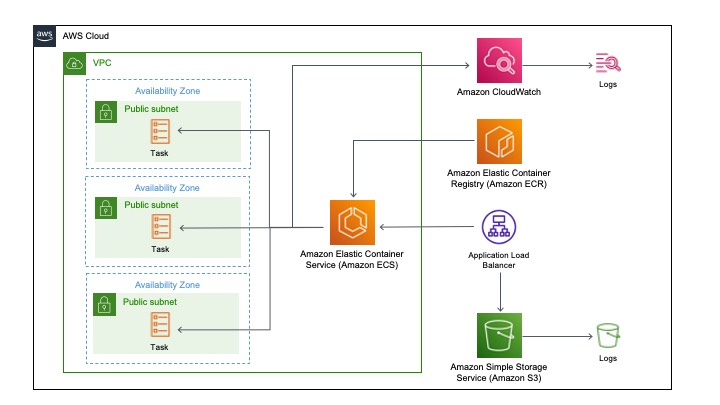 aws
AWS Cloud
VPC
Availability Zone
Public subnet
Task
Availability Zone
Public subnet
Task
Availability Zone
Public subnet
Task
Amazon Elastic Container
Service (Amazon ECS)
Amazon CloudWatch
Logs
Amazon Elastic Container
Registry (Amazon ECR)
Application Load
Balancer
Amazon Simple Storage
Service (Amazon S3)
Logs